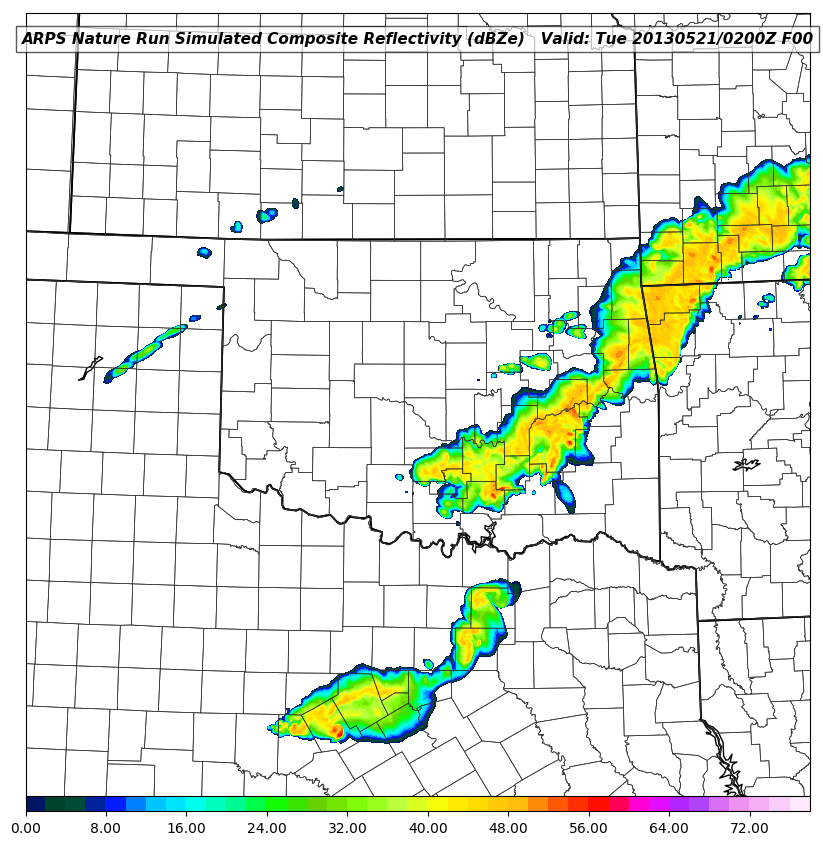 ARPS Nature Run Simulated Composite Reflectivity (dBZe) Valid: Tue 20130521/0200Z F00
0.00 8.00 16.00 24.00 32.00 40.00 48.00 56.00 64.00 72.00